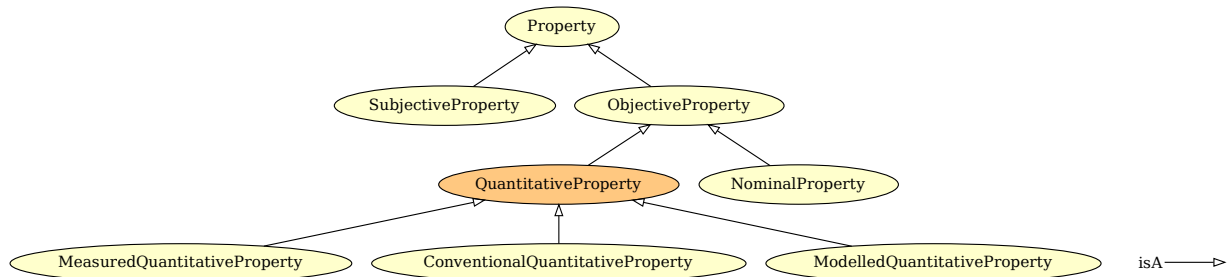 Property
SubjectiveProperty
ObjectiveProperty
QuantitativeProperty
NominalProperty
MeasuredQuantitativeProperty
ConventionalQuantitativeProperty
ModelledQuantitativeProperty
isA